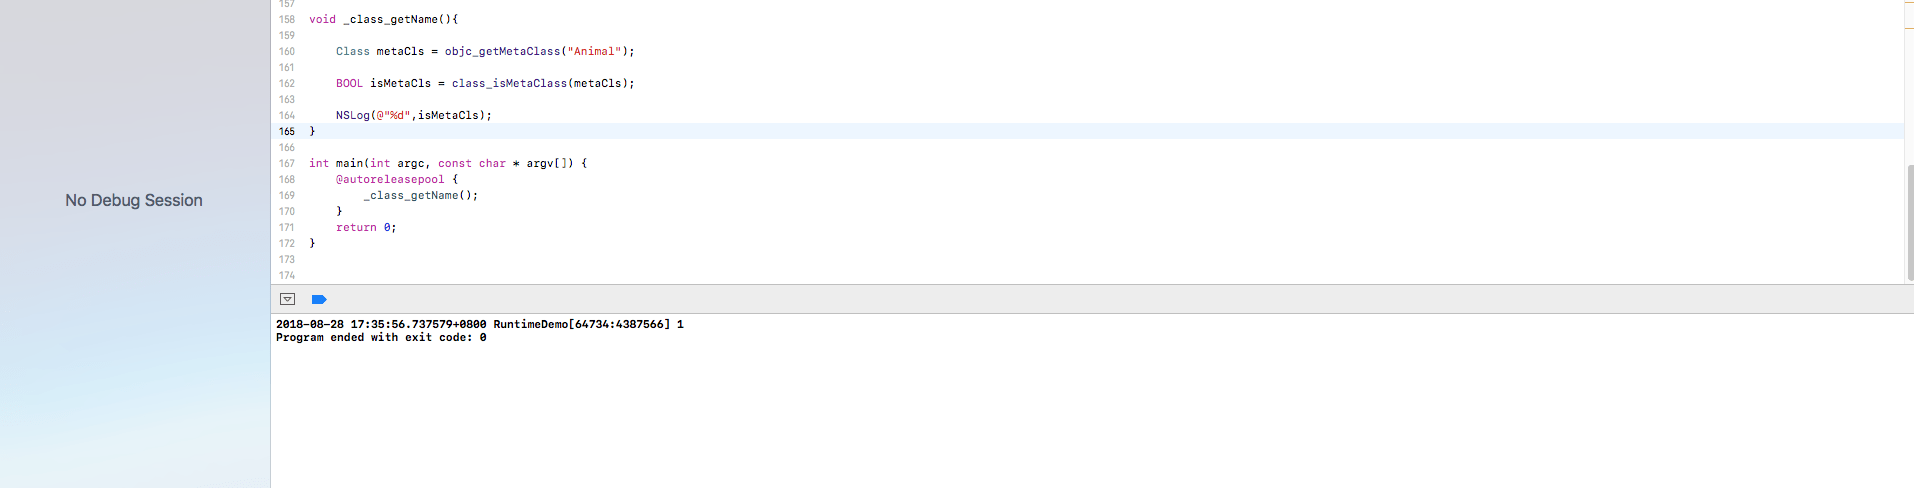 No Debug Session
157
158 void _class_getName(){
159
160     Class metaCls = objc_getMetaClass("Animal");
161
162     BOOL isMetaCls = class_isMetaClass(metaCls);
163
164     NSLog(@"%d",isMetaCls);
165 }
166
167 int main(int argc, const char * argv[]) {
168     @autoreleasepool {
169         _class_getName();
170     }
171     return 0;
172 }
173
174
2018-08-28 17:35:56.737579+0800 RuntimeDemo[64734:4387566] 1
Program ended with exit code: 0